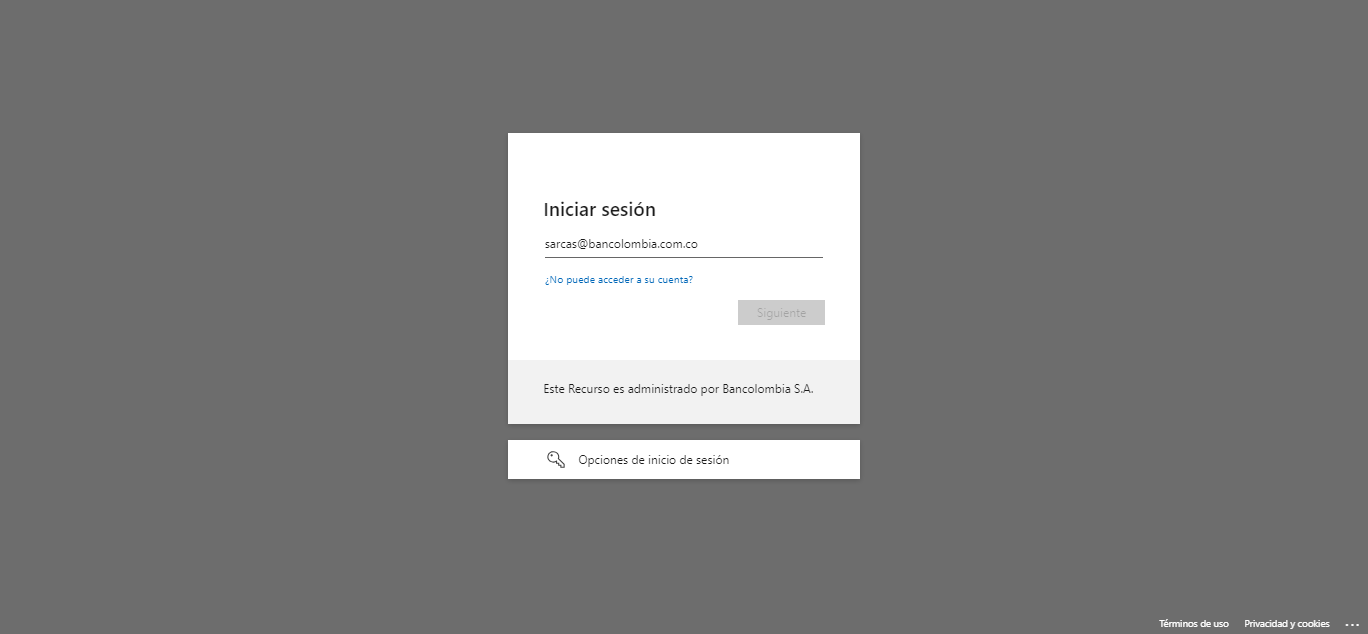 Iniciar sesión
sarcas@bancolombia.com.co
¿No puede acceder a su cuenta?
Siguiente
Este Recurso es administrado por Bancolombia S.A.
Opciones de inicio de sesión
Términos de uso Privacidad y cookies ...